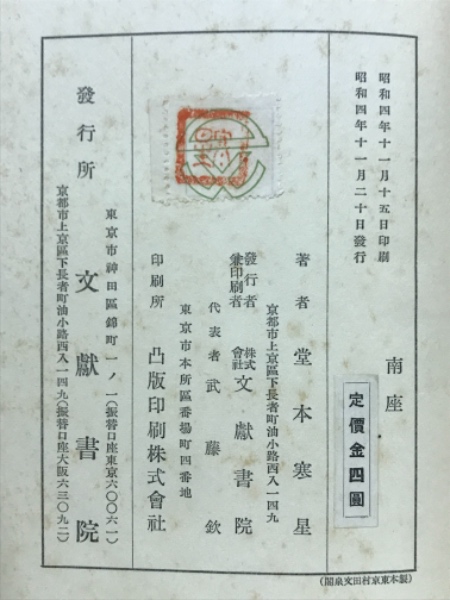 昭和四年十一月十五日印刷
昭和四年十一月二十日發行
南座
定價金四圓
著者 堂本寒星
京都市上京區下長者町油小路西入一四九
發行者兼印刷者 株式會社 文獻書院
代表者 武藤欽
東京市本所區番場町四番地
印刷所 凸版印刷株式會社
發行所 文獻書院
東京市神田區錦町一ノ一(振替口座東京六〇〇六一)
京都市上京區下長者町油小路西入一四九(振替口座大阪六三〇九二)
(製本東京村田文泉閣)